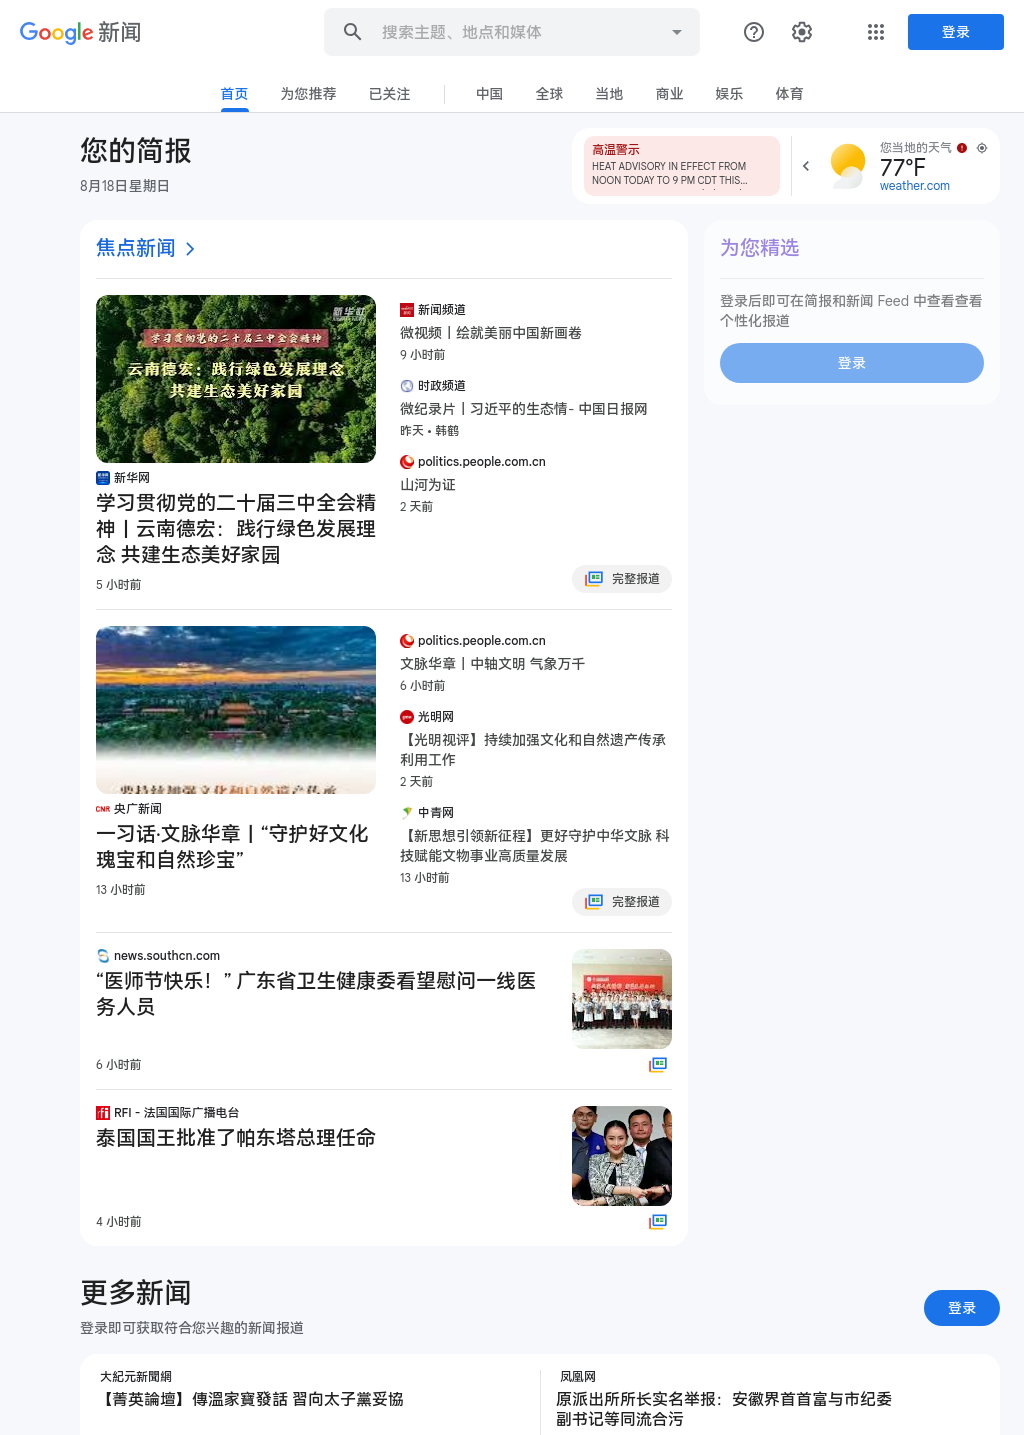 Google 新闻
搜索主题、地点和媒体
登录
首页
为您推荐
已关注
中国
全球
当地
商业
娱乐
体育
您的简报
8月18日星期日
高温警示
HEAT ADVISORY IN EFFECT FROM
NOON TODAY TO 9 PM CDT THIS…
您当地的天气
77°F
weather.com
焦点新闻
为您精选
登录后即可在简报和新闻 Feed 中查看查看
个性化报道
登录
新华社
学习贯彻党的二十届三中全会精神
云南德宏：践行绿色发展理念
共建生态美好家园
新华网
学习贯彻党的二十届三中全会精
神丨云南德宏：践行绿色发展理
念 共建生态美好家园
5 小时前
新闻频道
微视频丨绘就美丽中国新画卷
9 小时前
时政频道
微纪录片丨习近平的生态情- 中国日报网
昨天 • 韩鹤
politics.people.com.cn
山河为证
2 天前
完整报道
要持续加强文化和自然遗产传承
CNR
央广新闻
一习话·文脉华章丨“守护好文化
瑰宝和自然珍宝”
13 小时前
politics.people.com.cn
文脉华章丨中轴文明 气象万千
6 小时前
光明网
【光明视评】持续加强文化和自然遗产传承
利用工作
2 天前
中青网
【新思想引领新征程】更好守护中华文脉 科
技赋能文物事业高质量发展
13 小时前
完整报道
news.southcn.com
“医师节快乐！” 广东省卫生健康委看望慰问一线医
务人员
6 小时前
rfi
RFI - 法国国际广播电台
泰国国王批准了帕东塔总理任命
4 小时前
更多新闻
登录即可获取符合您兴趣的新闻报道
登录
大紀元新聞網
【菁英論壇】傳溫家寶發話 習向太子黨妥協
凤凰网
原派出所所长实名举报：安徽界首首富与市纪委
副书记等同流合污